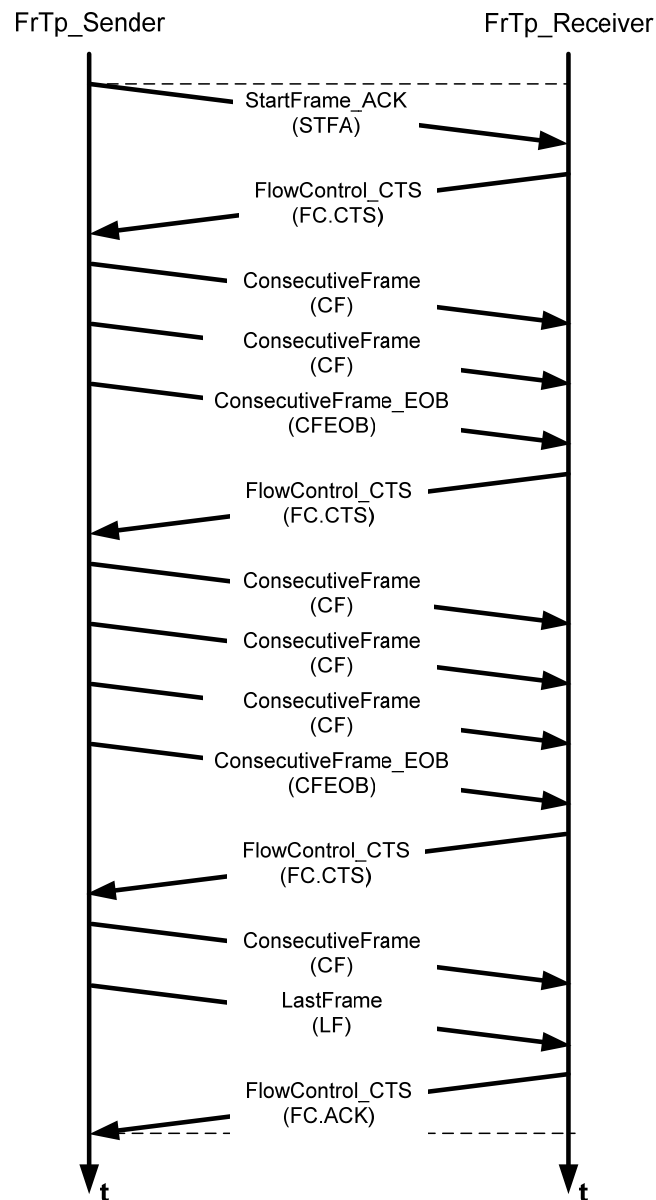 FrTp_Sender
FrTp_Receiver
StartFrame_ACK
(STFA)
FlowControl_CTS
(FC.CTS)
ConsecutiveFrame
(CF)
ConsecutiveFrame
(CF)
ConsecutiveFrame_EOB
(CFEOB)
FlowControl_CTS
(FC.CTS)
ConsecutiveFrame
(CF)
ConsecutiveFrame
(CF)
ConsecutiveFrame
(CF)
ConsecutiveFrame_EOB
(CFEOB)
FlowControl_CTS
(FC.CTS)
ConsecutiveFrame
(CF)
LastFrame
(LF)
FlowControl_CTS
(FC.ACK)
t
t